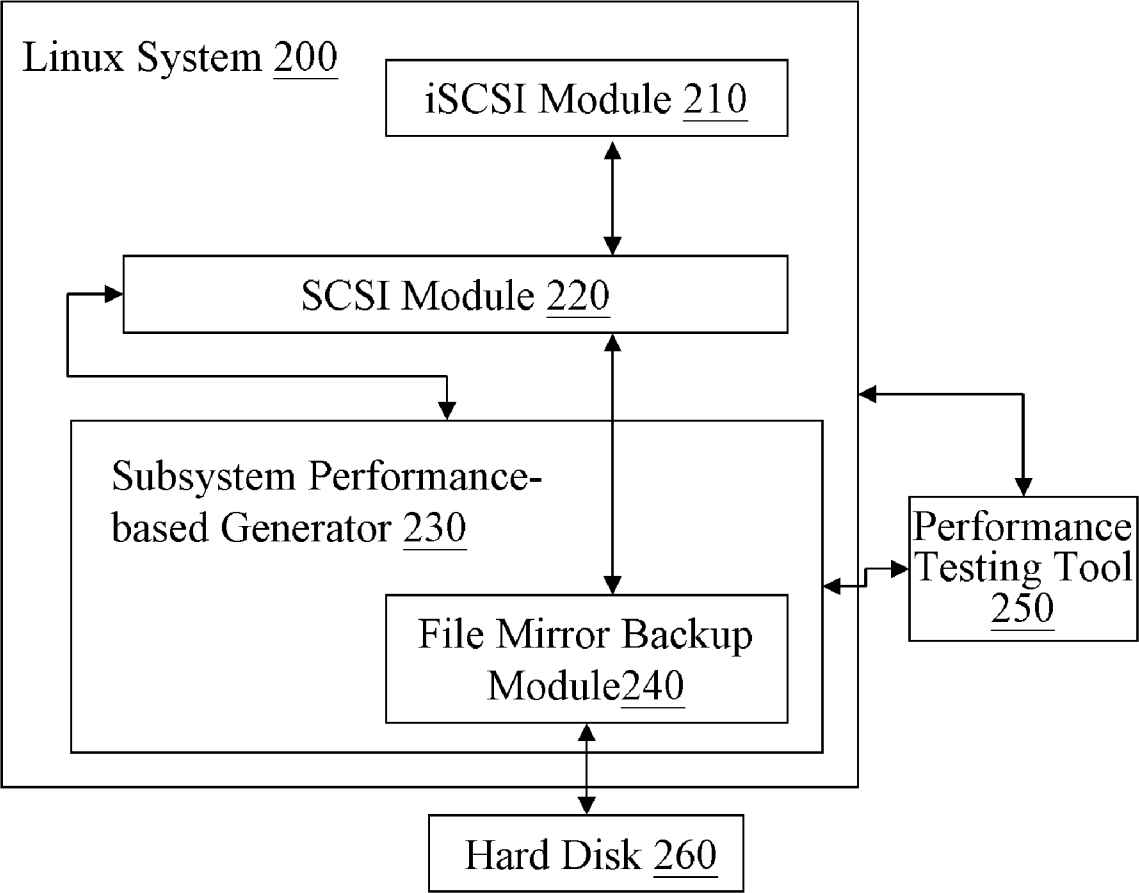 Linux System 200
iSCSI Module 210
SCSI Module 220
Subsystem Performance-
based Generator 230
Performance
Testing Tool
250
File Mirror Backup
Module240
Hard Disk 260